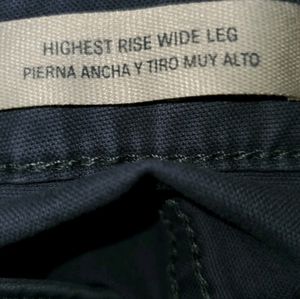 HIGHEST RISE WIDE LEG
PIERNA ANCHA Y TIRO MUY ALTO